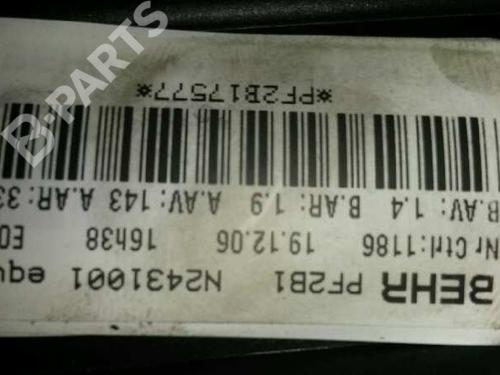 BEHR PF2B1 N2431001 equ
Nr Ctrl:1186 19.12.06 16h38 EO
B.AV: 1.4 B.AR: 1.9 A.AV: 143 A.AR: 33
*PF2B17577*
B-PARTS